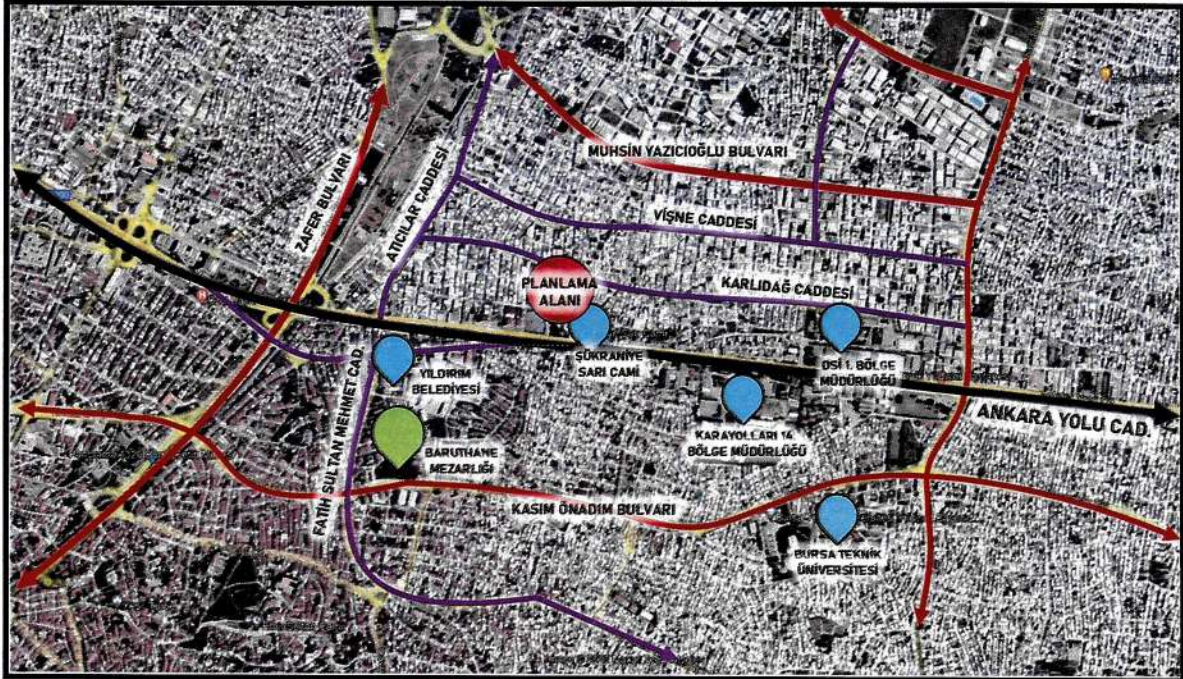 MUHSİN YAZICIOĞLU BULVARI
ZAFER BULVARI
ATICILAR CADDESİ
VİŞNE CADDESİ
PLANLAMA
ALANI
KARLIDAĞ CADDESİ
ŞÜKRANİYE
SARI CAMİ
DSİ 1. BÖLGE
MÜDÜRLÜĞÜ
YILDIRIM
BELEDİYESİ
FATİH SULTAN MEHMET CAD.
ANKARA YOLU CAD.
KARAYOLLARI 14.
BÖLGE MÜDÜRLÜĞÜ
BARUTHANE
MEZARLIĞI
KASIM ÖNADIM BULVARI
BURSA TEKNİK
ÜNİVERSİTESİ